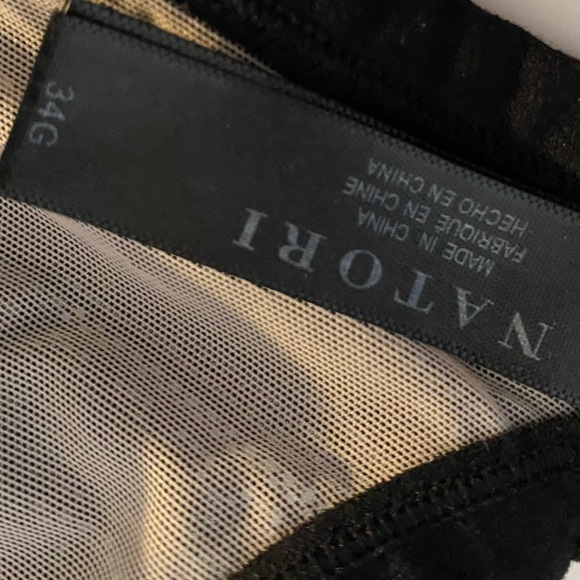 NATORI
MADE IN CHINA
FABRIQUE EN CHINE
HECHO EN CHINA
34G